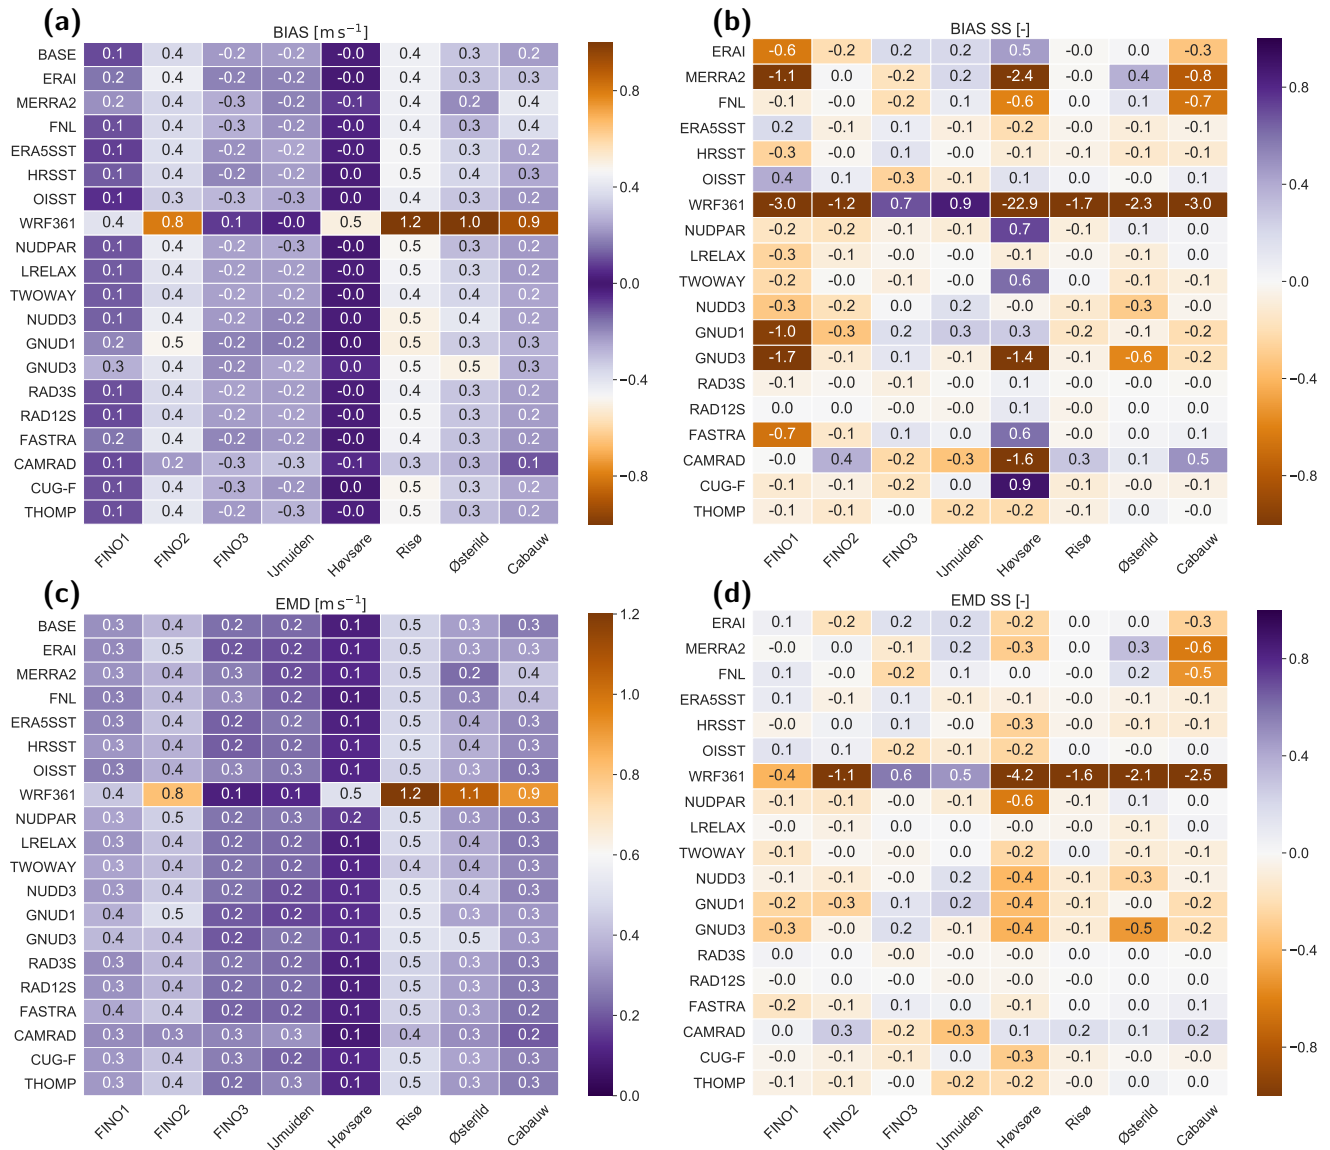 (a)
BIAS [m s−1]
BASE 0.1 0.4 -0.2 -0.2 -0.0 0.4 0.3 0.2
ERAI 0.2 0.4 -0.2 -0.2 -0.0 0.4 0.3 0.3
MERRA2 0.2 0.4 -0.3 -0.2 -0.1 0.4 0.2 0.4
FNL 0.1 0.4 -0.3 -0.2 -0.0 0.4 0.3 0.4
ERA5SST 0.1 0.4 -0.2 -0.2 -0.0 0.5 0.3 0.2
HRSST 0.1 0.4 -0.2 -0.2 0.0 0.5 0.4 0.3
OISST 0.1 0.3 -0.3 -0.3 0.0 0.4 0.3 0.2
WRF361 0.4 0.8 0.1 -0.0 0.5 1.2 1.0 0.9
NUDPAR 0.1 0.4 -0.2 -0.3 -0.0 0.5 0.3 0.2
LRELAX 0.1 0.4 -0.2 -0.2 -0.0 0.5 0.3 0.2
TWOWAY 0.1 0.4 -0.2 -0.2 -0.0 0.4 0.4 0.2
NUDD3 0.1 0.4 -0.2 -0.2 0.0 0.5 0.4 0.2
GNUD1 0.2 0.5 -0.2 -0.2 0.0 0.5 0.3 0.3
GNUD3 0.3 0.4 -0.2 -0.2 0.0 0.5 0.5 0.3
RAD3S 0.1 0.4 -0.2 -0.2 0.0 0.5 0.3 0.2
RAD12S 0.1 0.4 -0.2 -0.2 0.0 0.5 0.3 0.2
FASTRA 0.2 0.4 -0.2 -0.2 -0.0 0.4 0.3 0.2
CAMRAD 0.1 0.2 -0.3 -0.3 -0.1 0.3 0.3 0.1
CUG-F 0.1 0.4 -0.3 -0.2 0.0 0.5 0.3 0.2
THOMP 0.1 0.4 -0.2 -0.3 -0.0 0.5 0.3 0.2
FINO1 FINO2 FINO3 IJmuiden Høvsøre Risø Østerild Cabauw
0.8
0.4
0.0
−0.4
−0.8
(b)
BIAS SS [-]
ERAI -0.6 -0.2 0.2 0.2 0.5 -0.0 0.0 -0.3
MERRA2 -1.1 0.0 -0.2 0.2 -2.4 -0.0 0.4 -0.8
FNL -0.1 -0.0 -0.2 0.1 -0.6 0.0 0.1 -0.7
ERA5SST 0.2 -0.1 0.1 -0.1 -0.2 -0.0 -0.1 -0.1
HRSST -0.3 -0.0 0.1 -0.0 -0.1 -0.1 -0.1 -0.1
OISST 0.4 0.1 -0.3 -0.1 0.1 0.0 -0.0 0.1
WRF361 -3.0 -1.2 0.7 0.9 -22.9 -1.7 -2.3 -3.0
NUDPAR -0.2 -0.2 -0.1 -0.1 0.7 -0.1 0.1 0.0
LRELAX -0.3 -0.1 -0.0 -0.0 -0.1 -0.0 -0.1 0.0
TWOWAY -0.2 -0.0 -0.1 -0.0 0.6 0.0 -0.1 -0.1
NUDD3 -0.3 -0.2 0.0 0.2 -0.0 -0.1 -0.3 -0.0
GNUD1 -1.0 -0.3 0.2 0.3 0.3 -0.2 -0.1 -0.2
GNUD3 -1.7 -0.1 0.1 -0.1 -1.4 -0.1 -0.6 -0.2
RAD3S -0.1 -0.0 -0.1 -0.0 0.1 -0.0 -0.0 -0.0
RAD12S 0.0 0.0 -0.0 -0.0 0.1 -0.0 0.0 0.0
FASTRA -0.7 -0.1 0.1 0.0 0.6 -0.0 0.0 0.1
CAMRAD -0.0 0.4 -0.2 -0.3 -1.6 0.3 0.1 0.5
CUG-F -0.1 -0.1 -0.2 0.0 0.9 -0.1 -0.0 -0.1
THOMP -0.1 -0.1 -0.0 -0.2 -0.2 -0.1 0.0 -0.0
FINO1 FINO2 FINO3 IJmuiden Høvsøre Risø Østerild Cabauw
0.8
0.4
0.0
−0.4
−0.8
(c)
EMD [m s−1]
BASE 0.3 0.4 0.2 0.2 0.1 0.5 0.3 0.3
ERAI 0.3 0.5 0.2 0.2 0.1 0.5 0.3 0.3
MERRA2 0.3 0.4 0.3 0.2 0.1 0.5 0.2 0.4
FNL 0.3 0.4 0.3 0.2 0.1 0.5 0.3 0.4
ERA5SST 0.3 0.4 0.2 0.2 0.1 0.5 0.4 0.3
HRSST 0.3 0.4 0.2 0.2 0.1 0.5 0.4 0.3
OISST 0.3 0.4 0.3 0.3 0.1 0.5 0.3 0.3
WRF361 0.4 0.8 0.1 0.1 0.5 1.2 1.1 0.9
NUDPAR 0.3 0.5 0.2 0.3 0.2 0.5 0.3 0.3
LRELAX 0.3 0.4 0.2 0.2 0.1 0.5 0.4 0.3
TWOWAY 0.3 0.4 0.2 0.2 0.1 0.4 0.4 0.3
NUDD3 0.3 0.4 0.2 0.2 0.1 0.5 0.4 0.3
GNUD1 0.4 0.5 0.2 0.2 0.1 0.5 0.3 0.3
GNUD3 0.4 0.4 0.2 0.2 0.1 0.5 0.5 0.3
RAD3S 0.3 0.4 0.2 0.2 0.1 0.5 0.3 0.3
RAD12S 0.3 0.4 0.2 0.2 0.1 0.5 0.3 0.3
FASTRA 0.4 0.4 0.2 0.2 0.1 0.5 0.3 0.2
CAMRAD 0.3 0.3 0.3 0.3 0.1 0.4 0.3 0.2
CUG-F 0.3 0.4 0.3 0.2 0.1 0.5 0.3 0.3
THOMP 0.3 0.4 0.2 0.3 0.1 0.5 0.3 0.3
FINO1 FINO2 FINO3 IJmuiden Høvsøre Risø Østerild Cabauw
1.2
1.0
0.8
0.6
0.4
0.2
0.0
(d)
EMD SS [-]
ERAI 0.1 -0.2 0.2 0.2 -0.2 0.0 0.0 -0.3
MERRA2 -0.0 0.0 -0.1 0.2 -0.3 0.0 0.3 -0.6
FNL 0.1 -0.0 -0.2 0.1 0.0 0.0 0.2 -0.5
ERA5SST 0.1 -0.1 0.1 -0.1 -0.1 -0.0 -0.1 -0.1
HRSST -0.0 0.0 0.1 -0.0 -0.3 -0.0 -0.1 -0.1
OISST 0.1 0.1 -0.2 -0.1 -0.2 0.0 -0.0 0.0
WRF361 -0.4 -1.1 0.6 0.5 -4.2 -1.6 -2.1 -2.5
NUDPAR -0.1 -0.1 -0.0 -0.1 -0.6 -0.1 0.1 0.0
LRELAX -0.0 -0.1 0.0 0.0 -0.0 -0.0 -0.1 0.0
TWOWAY -0.1 -0.0 -0.0 0.0 -0.2 0.0 -0.1 -0.1
NUDD3 -0.1 -0.1 -0.0 0.2 -0.4 -0.1 -0.3 -0.1
GNUD1 -0.2 -0.3 0.1 0.2 -0.4 -0.1 -0.0 -0.2
GNUD3 -0.3 -0.0 0.2 -0.1 -0.4 -0.1 -0.5 -0.2
RAD3S 0.0 0.0 -0.0 -0.0 0.0 -0.0 0.0 -0.0
RAD12S -0.0 0.0 -0.0 -0.0 -0.0 -0.0 0.0 0.0
FASTRA -0.2 -0.1 0.1 0.0 -0.1 0.0 0.0 0.1
CAMRAD 0.0 0.3 -0.2 -0.3 0.1 0.2 0.1 0.2
CUG-F -0.0 -0.1 -0.1 0.0 -0.3 -0.1 -0.0 -0.0
THOMP -0.1 -0.1 -0.0 -0.2 -0.2 -0.0 0.0 0.0
FINO1 FINO2 FINO3 IJmuiden Høvsøre Risø Østerild Cabauw
0.8
0.4
0.0
−0.4
−0.8